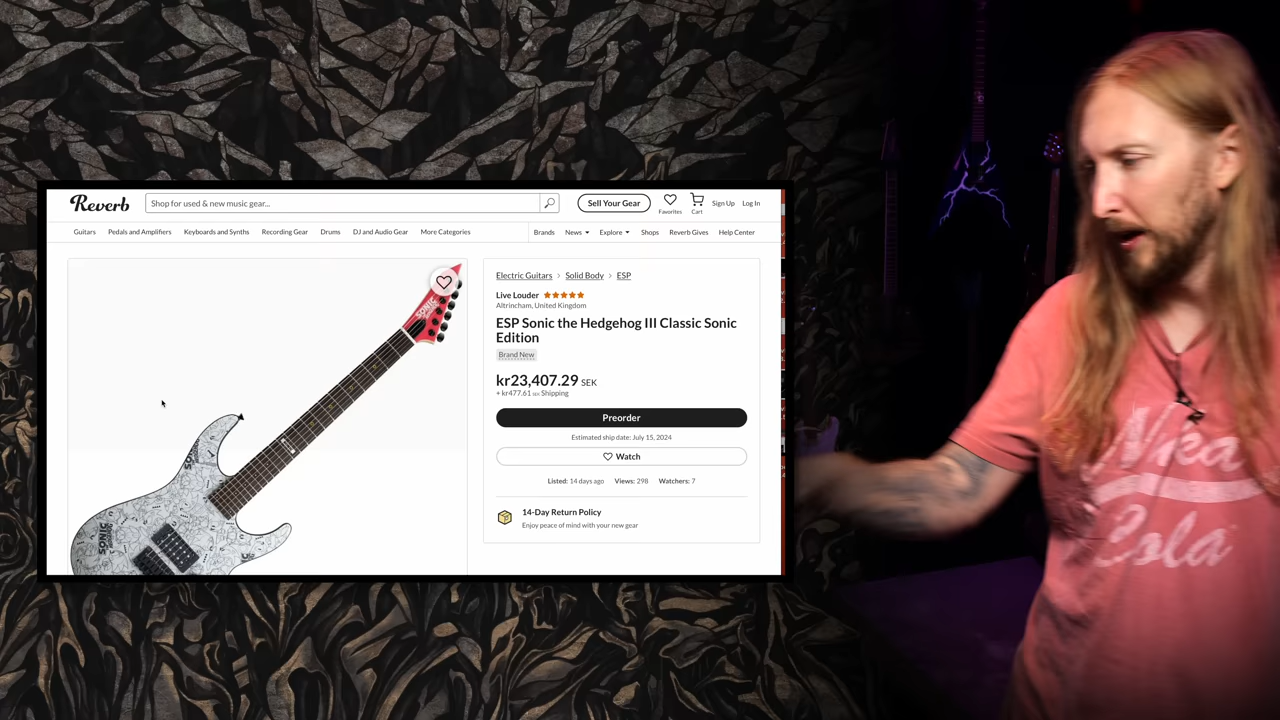 Reverb
Shop for used & new music gear...
Sell Your Gear
Favorites
Cart
Sign Up
Log In
Guitars
Pedals and Amplifiers
Keyboards and Synths
Recording Gear
Drums
DJ and Audio Gear
More Categories
Brands
News
Explore
Shops
Reverb Gives
Help Center
Electric Guitars > Solid Body > ESP
Live Louder
Altrincham, United Kingdom
ESP Sonic the Hedgehog III Classic Sonic
Edition
Brand New
kr23,407.29 SEK
+ kr477.61 SEK Shipping
Preorder
Estimated ship date: July 15, 2024
Watch
Listed: 14 days ago Views: 298 Watchers: 7
14-Day Return Policy
Enjoy peace of mind with your new gear
SONIC
SONIC
SONIC
Nika
Cola